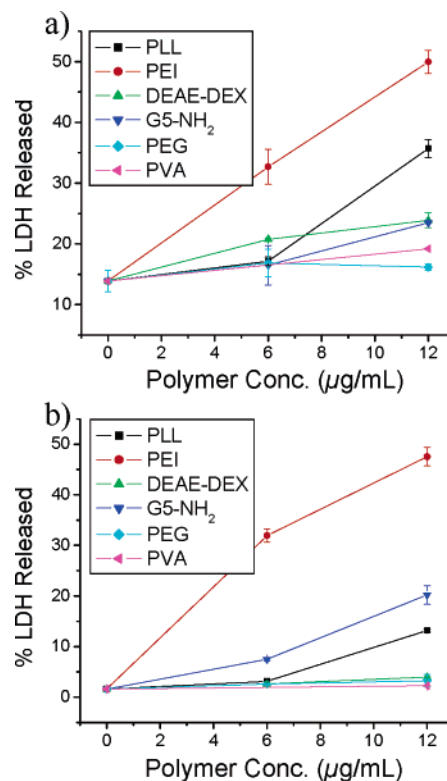 a)
% LDH Released
50
40
30
20
10
PLL
PEI
DEAE-DEX
G5-NH₂
PEG
PVA
0 2 4 6 8 10 12
Polymer Conc. (µg/mL)
b)
% LDH Released
50
40
30
20
10
0
PLL
PEI
DEAE-DEX
G5-NH₂
PEG
PVA
0 2 4 6 8 10 12
Polymer Conc. (µg/mL)